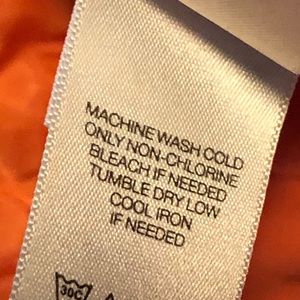 MACHINE WASH COLD
ONLY NON-CHLORINE
BLEACH IF NEEDED
TUMBLE DRY LOW
COOL IRON
IF NEEDED
30C